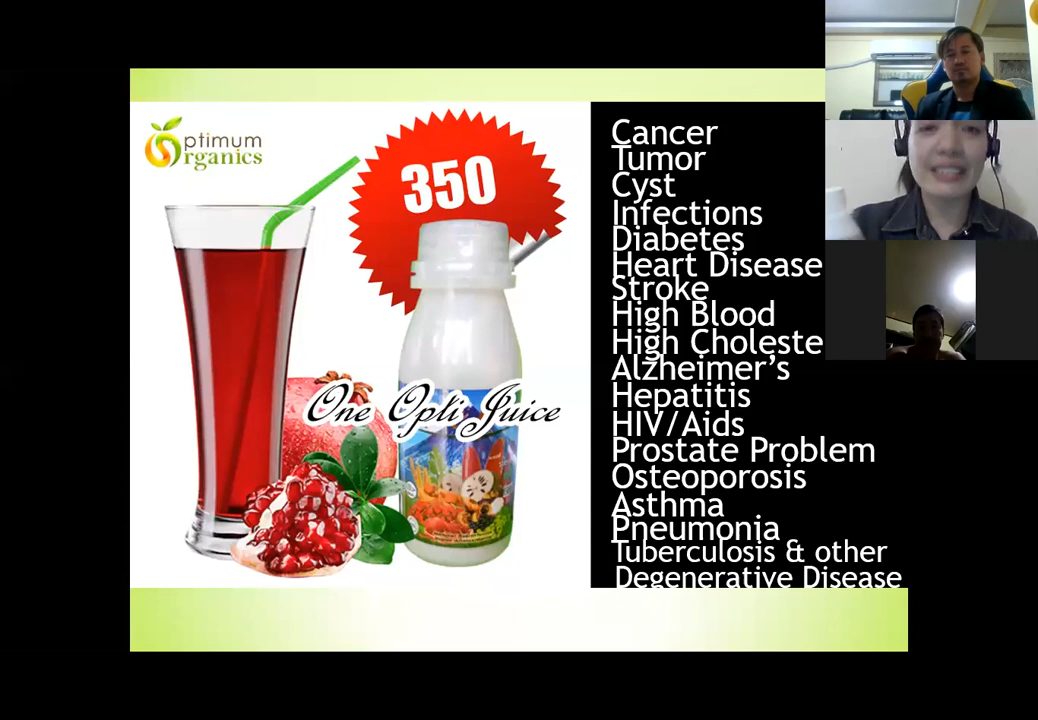 Optimum
Organics
350
One Opti Juice
Cancer
Tumor
Cyst
Infections
Diabetes
Heart Disease
Stroke
High Blood
High Choleste
Alzheimer’s
Hepatitis
HIV/Aids
Prostate Problem
Osteoporosis
Asthma
Pneumonia
Tuberculosis & other
Degenerative Disease